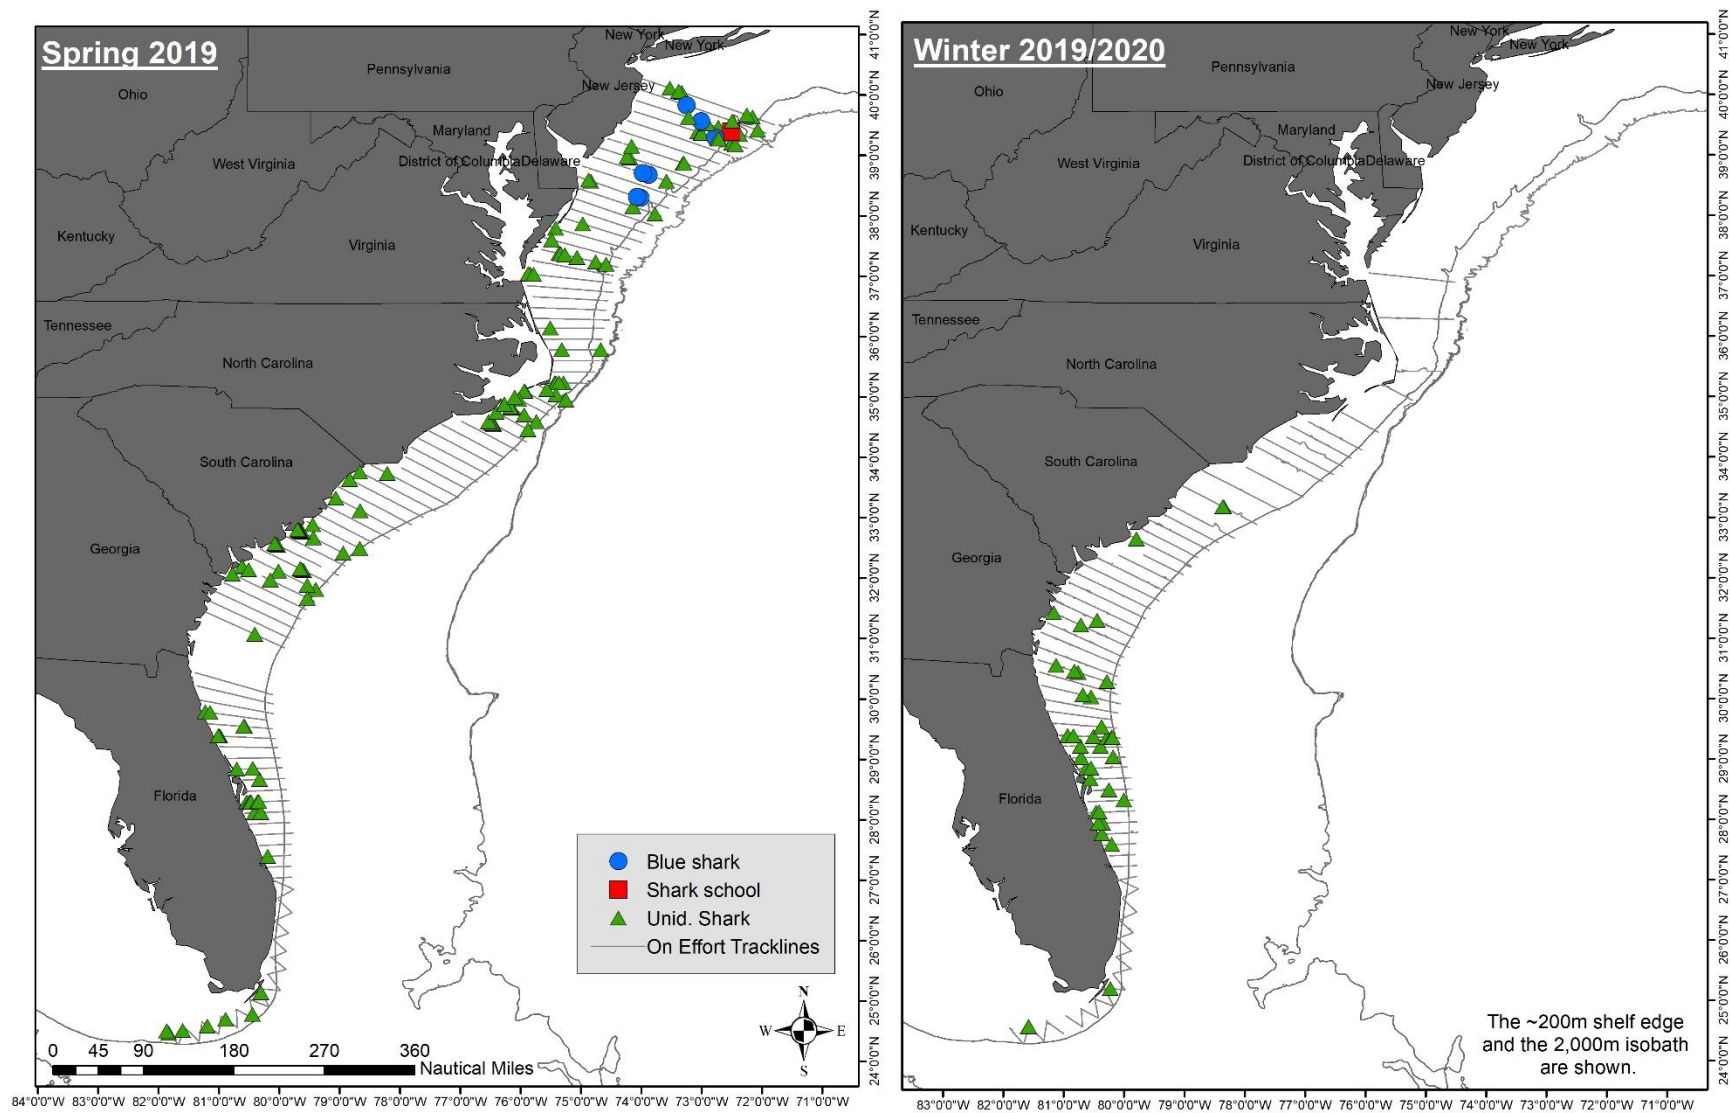 Spring 2019
New York
New York
Pennsylvania
New Jersey
Ohio
Maryland
West Virginia
District of Columbia
Delaware
Kentucky
Virginia
Tennessee
North Carolina
South Carolina
Georgia
Florida
Blue shark
Shark school
Unid. Shark
On Effort Tracklines
N
W
E
S
0 45 90 180 270 360
Nautical Miles
41°0'0"N
40°0'0"N
39°0'0"N
38°0'0"N
37°0'0"N
36°0'0"N
35°0'0"N
34°0'0"N
33°0'0"N
32°0'0"N
31°0'0"N
30°0'0"N
29°0'0"N
28°0'0"N
27°0'0"N
26°0'0"N
25°0'0"N
24°0'0"N
84°0'0"W 83°0'0"W 82°0'0"W 81°0'0"W 80°0'0"W 78°0'0"W 77°0'0"W 76°0'0"W 75°0'0"W 74°0'0"W 73°0'0"W 72°0'0"W 71°0'0"W
Winter 2019/2020
New York
New York
Pennsylvania
New Jersey
Ohio
Maryland
West Virginia
District of Columbia
Delaware
Kentucky
Virginia
Tennessee
North Carolina
South Carolina
Georgia
Florida
The ~200m shelf edge
and the 2,000m isobath
are shown.
41°0'0"N
40°0'0"N
39°0'0"N
38°0'0"N
37°0'0"N
36°0'0"N
35°0'0"N
34°0'0"N
33°0'0"N
32°0'0"N
31°0'0"N
30°0'0"N
29°0'0"N
28°0'0"N
27°0'0"N
26°0'0"N
25°0'0"N
24°0'0"N
83°0'0"W 82°0'0"W 81°0'0"W 80°0'0"W 78°0'0"W 77°0'0"W 76°0'0"W 75°0'0"W 74°0'0"W 73°0'0"W 72°0'0"W 71°0'0"W